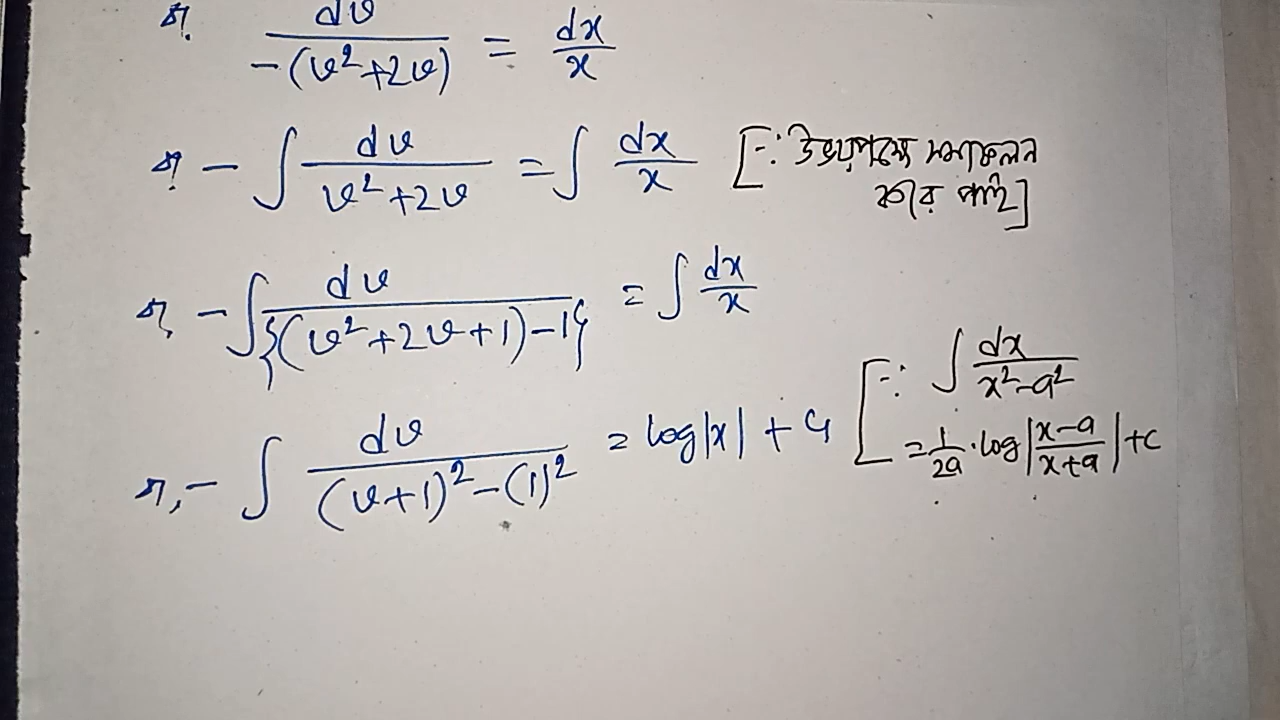 বা, dv/-(v²+2v) = dx/x
বা, -∫ dv/v²+2v = ∫ dx/x [∵ উভয়পক্ষে সমাকলন
করে পাই]
বা, -∫ dv/{(v²+2v+1)-1} = ∫ dx/x
বা, -∫ dv/(v+1)²-(1)² = log|x| + C₁ [∵ ∫ dx/x²-a²
= 1/2a · log|x-a/x+a| + c